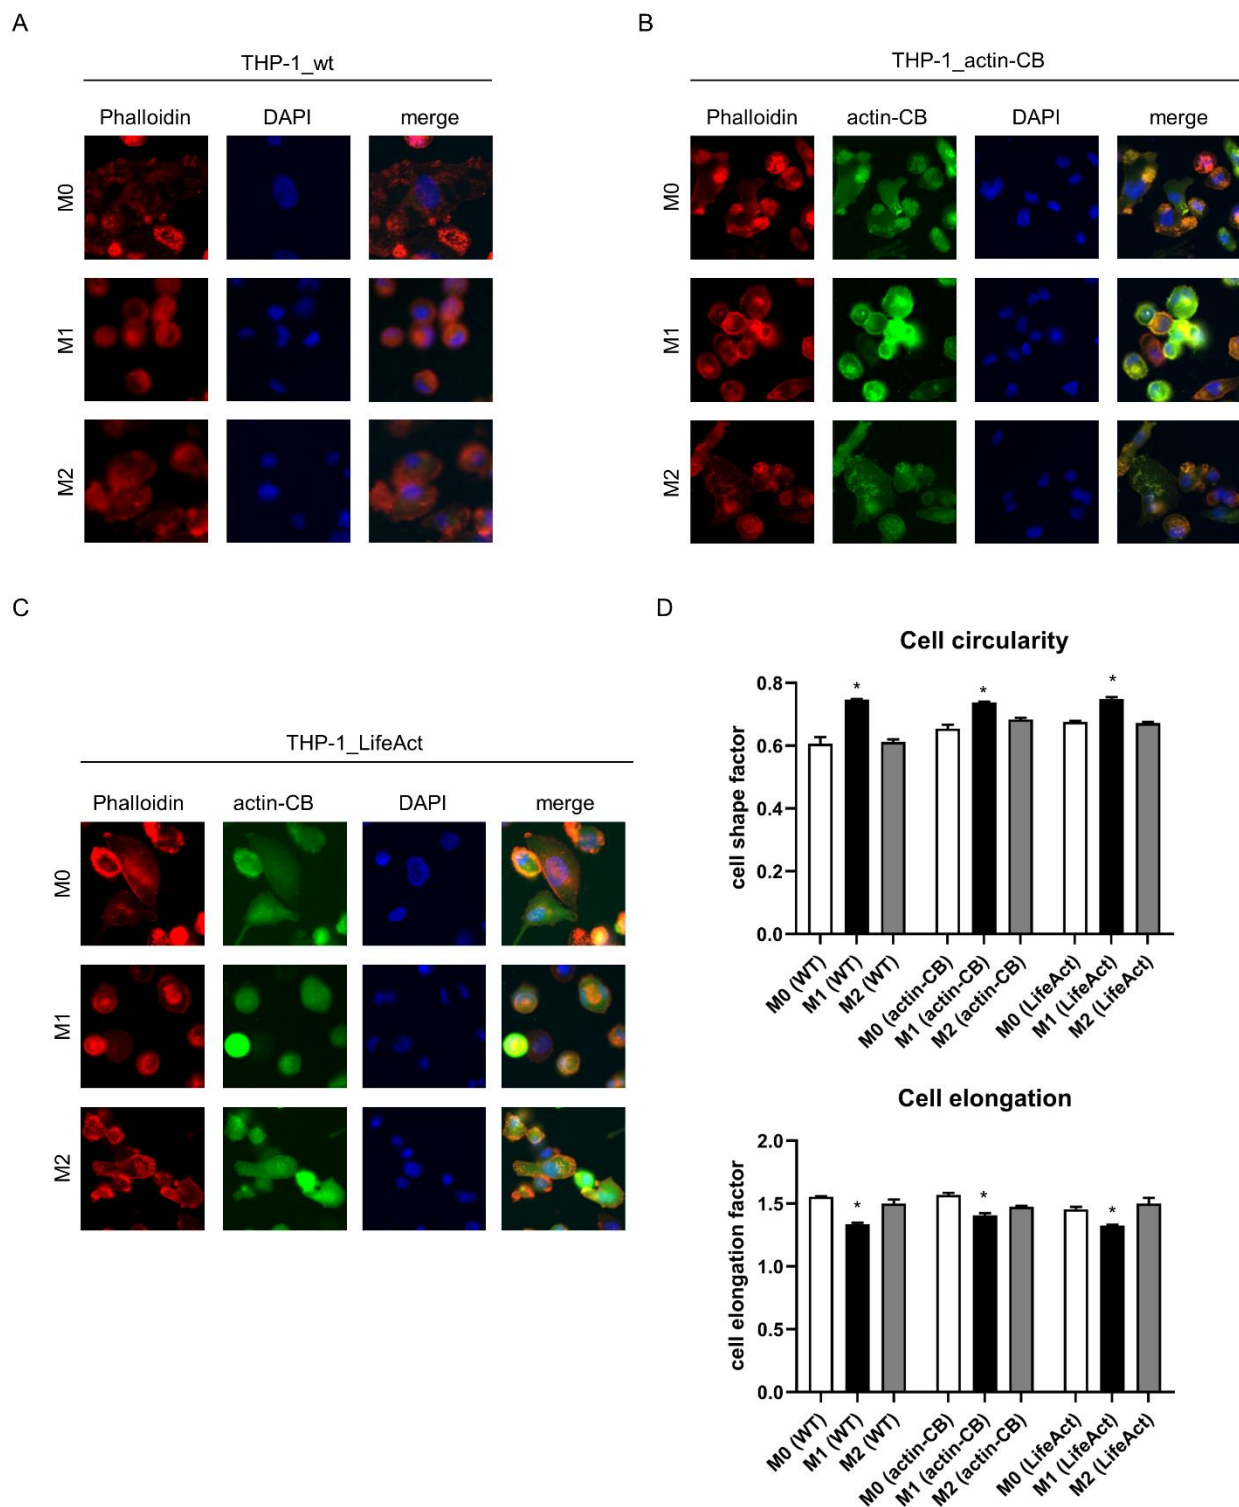 A
THP-1_wt
Phalloidin DAPI merge
M0
M1
M2
B
THP-1_actin-CB
Phalloidin actin-CB DAPI merge
M0
M1
M2
C
THP-1_LifeAct
Phalloidin actin-CB DAPI merge
M0
M1
M2
D
Cell circularity
cell shape factor
0.8
0.6
0.4
0.2
0.0
* * *
M0 (WT)
M1 (WT)
M2 (WT)
M0 (actin-CB)
M1 (actin-CB)
M2 (actin-CB)
M0 (LifeAct)
M1 (LifeAct)
M2 (LifeAct)
Cell elongation
cell elongation factor
2.0
1.5
1.0
0.5
0.0
* * *
M0 (WT)
M1 (WT)
M2 (WT)
M0 (actin-CB)
M1 (actin-CB)
M2 (actin-CB)
M0 (LifeAct)
M1 (LifeAct)
M2 (LifeAct)